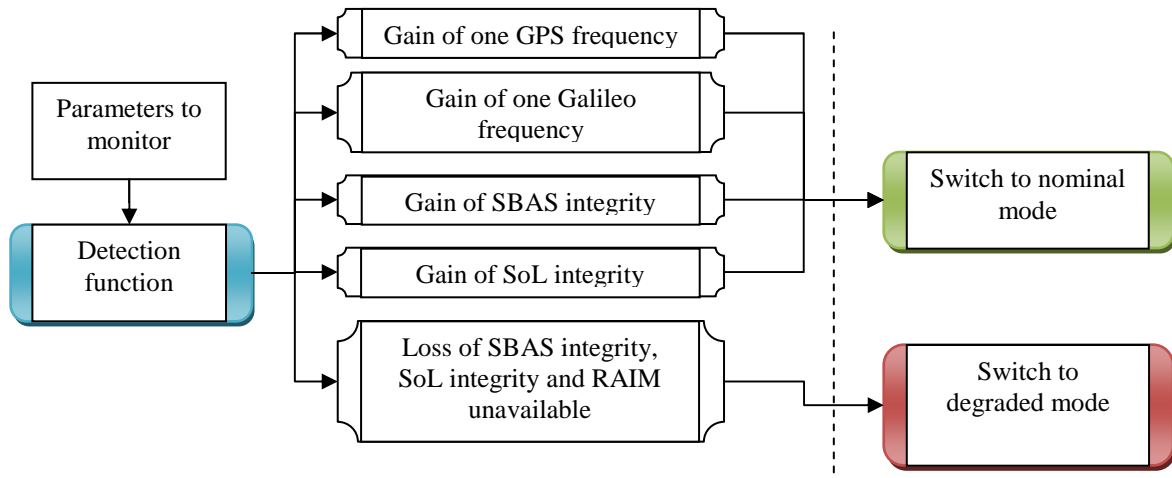 Parameters to
monitor
Detection
function
Gain of one GPS frequency
Gain of one Galileo
frequency
Gain of SBAS integrity
Gain of SoL integrity
Loss of SBAS integrity,
SoL integrity and RAIM
unavailable
Switch to nominal
mode
Switch to
degraded mode